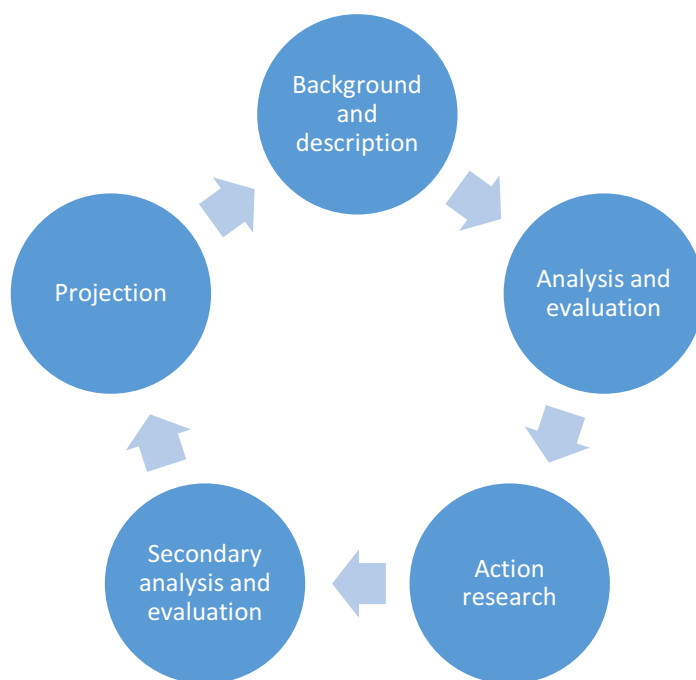 Background
and
description
Analysis and
evaluation
Action
research
Secondary
analysis and
evaluation
Projection